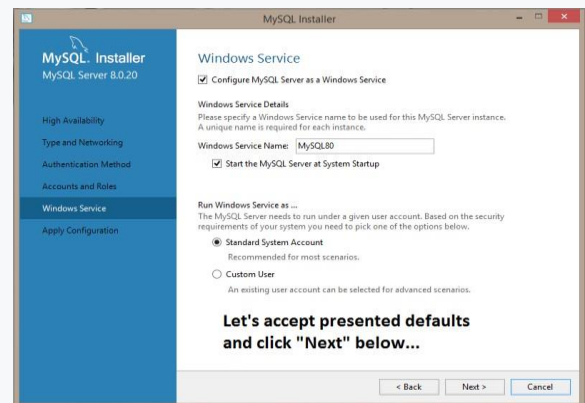 MySQL Installer
MySQL. Installer
MySQL Server 8.0.20
High Availability
Type and Networking
Authentication Method
Accounts and Roles
Windows Service
Apply Configuration
Windows Service
Configure MySQL Server as a Windows Service
Windows Service Details
Please specify a Windows Service name to be used for this MySQL Server instance.
A unique name is required for each instance.
Windows Service Name: MySQL80
Start the MySQL Server at System Startup
Run Windows Service as ...
The MySQL Server needs to run under a given user account. Based on the security
requirements of your system you need to pick one of the options below.
Standard System Account
Recommended for most scenarios.
Custom User
An existing user account can be selected for advanced scenarios.
Let's accept presented defaults
and click "Next" below...
< Back Next > Cancel